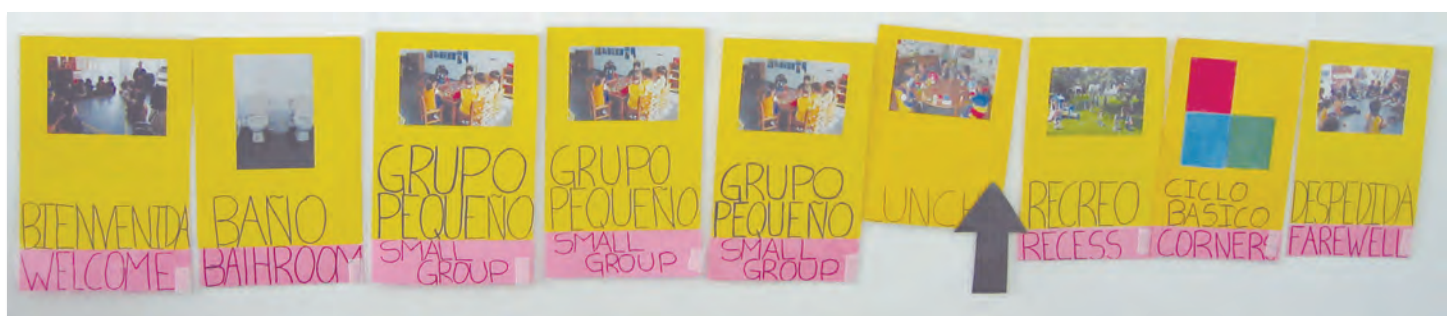 BIENVENIDA
WELCOME
BAÑO
BATHROOM
GRUPO
PEQUEÑO
SMALL
GROUP
GRUPO
PEQUEÑO
SMALL
GROUP
GRUPO
PEQUEÑO
SMALL
GROUP
LUNCH
RECREO
RECESS
CICLO
BASICO
CORNERS
DESPEDIDA
FAREWELL